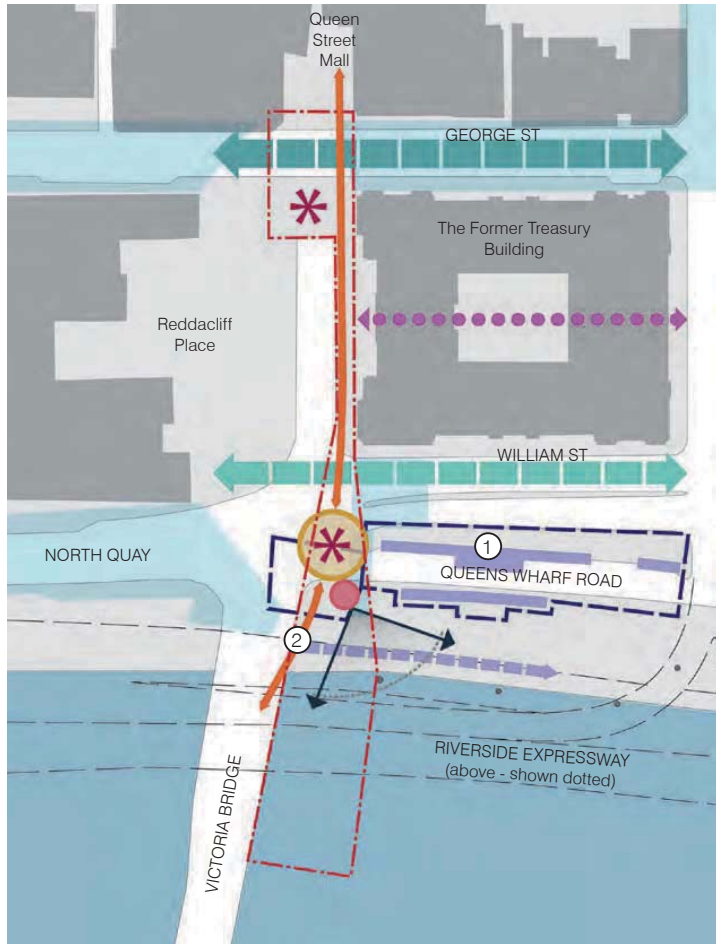 Queen
Street
Mall
GEORGE ST
The Former Treasury
Building
Reddacliff
Place
WILLIAM ST
NORTH QUAY
1
QUEENS WHARF ROAD
2
RIVERSIDE EXPRESSWAY
(above - shown dotted)
VICTORIA BRIDGE